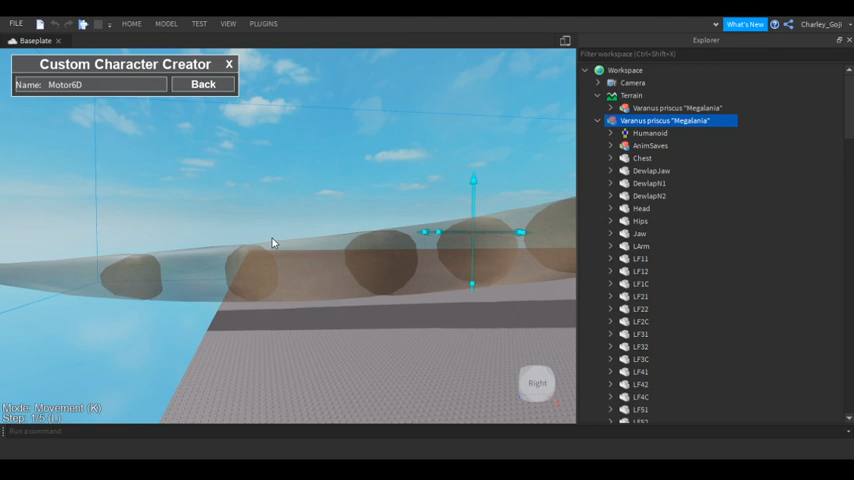 FILE HOME MODEL TEST VIEW PLUGINS What's New Charley_Goji
Baseplate Explorer
Filter workspace (Ctrl+Shift+X)
Custom Character Creator X
Name: Motor6D Back
Workspace
Camera
Terrain
Varanus priscus "Megalania"
Varanus priscus "Megalania"
Humanoid
AnimSaves
Chest
DewlapJaw
DewlapN1
DewlapN2
Head
Hips
Jaw
LArm
LF11
LF12
LF1C
LF21
LF22
LF2C
LF31
LF32
LF3C
LF41
LF42
LF4C
LF51
LF52
Right
Mode: Movement (K)
Step: 1/5 (L)
Run a command